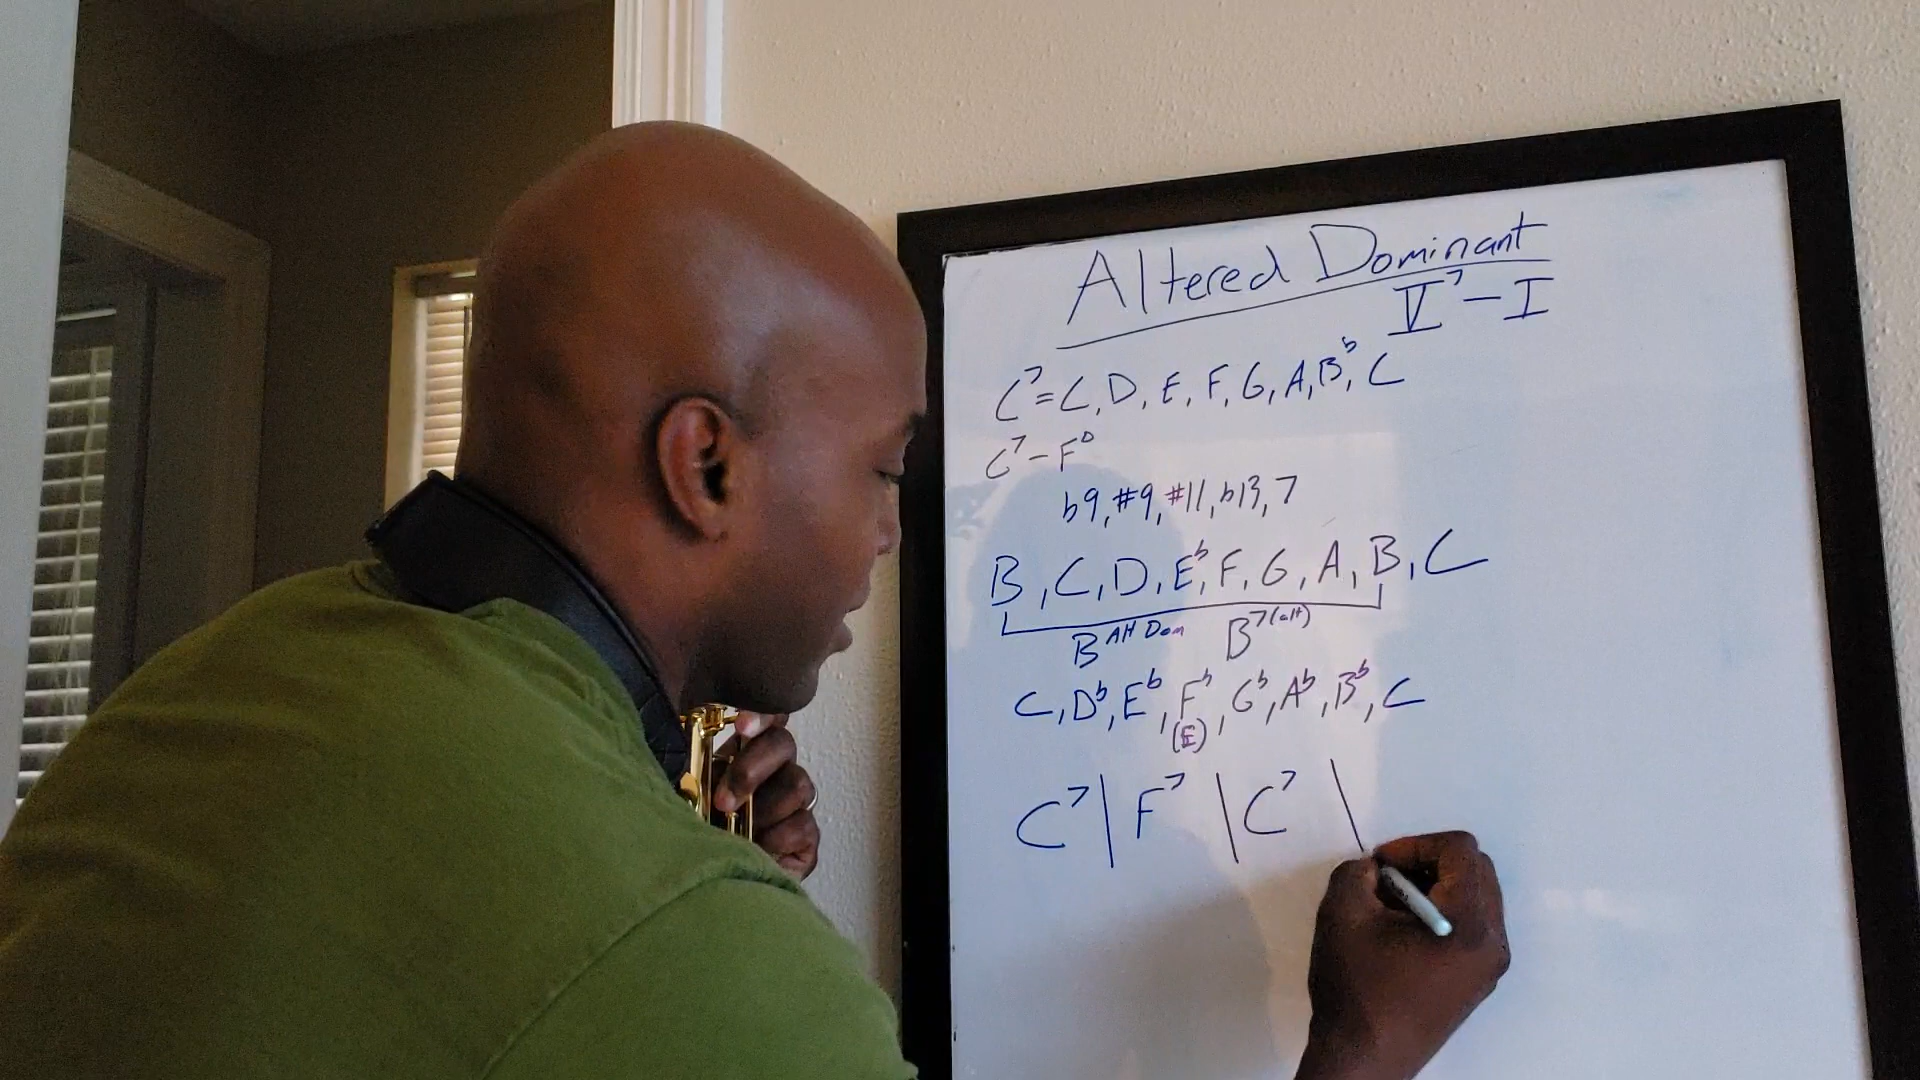 Altered Dominant
V7 – I
C7 = C, D, E, F, G, A, Bb, C
C7 – FΔ
b9, #9, #11, b13, 7
B, C, D, Eb, F, G, A, B, C
B Alt Dom B7(alt)
C, Db, Eb, Fb, Gb, Ab, Bb, C
(E)
C7 | F7 | C7 |